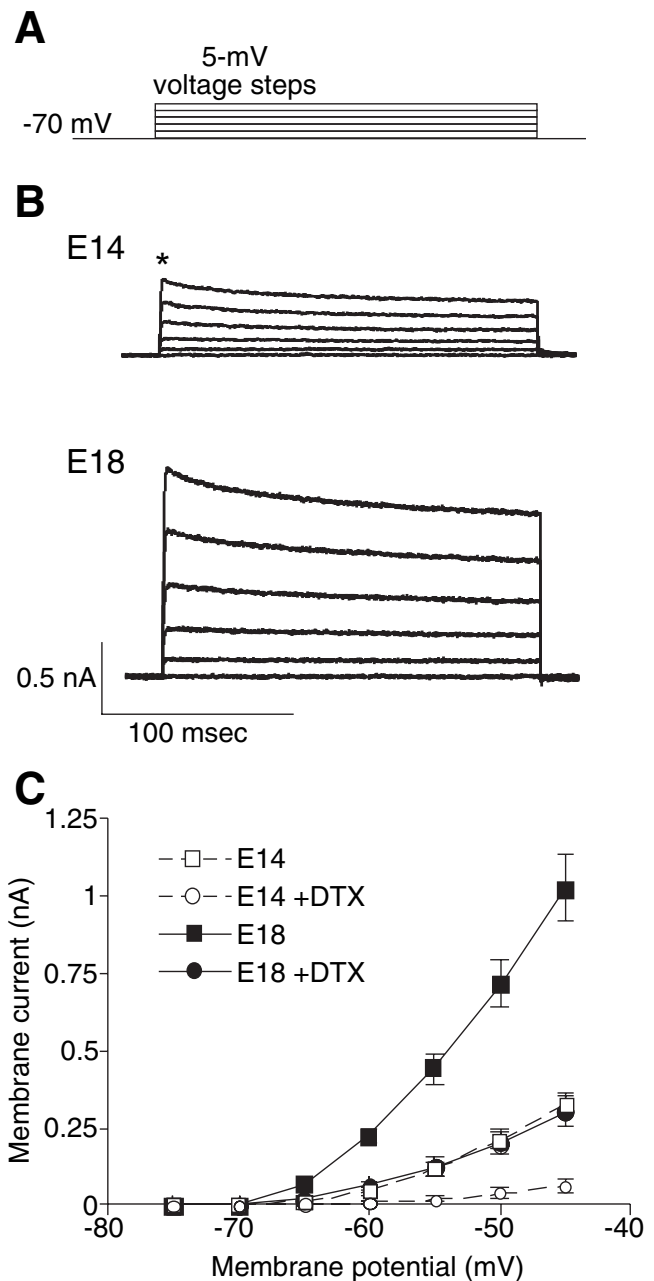 A
5-mV
voltage steps
-70 mV
B
E14
*
E18
0.5 nA
100 msec
C
1.25
1
0.75
0.5
0.25
0
Membrane current (nA)
E14
E14 +DTX
E18
E18 +DTX
-80
-70
-60
-50
-40
Membrane potential (mV)